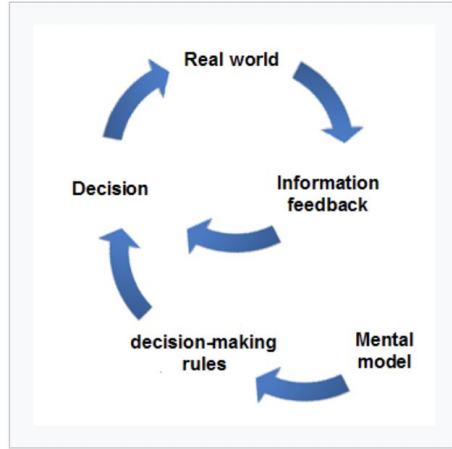 Real world
Decision
Information
feedback
decision-making
rules
Mental
model